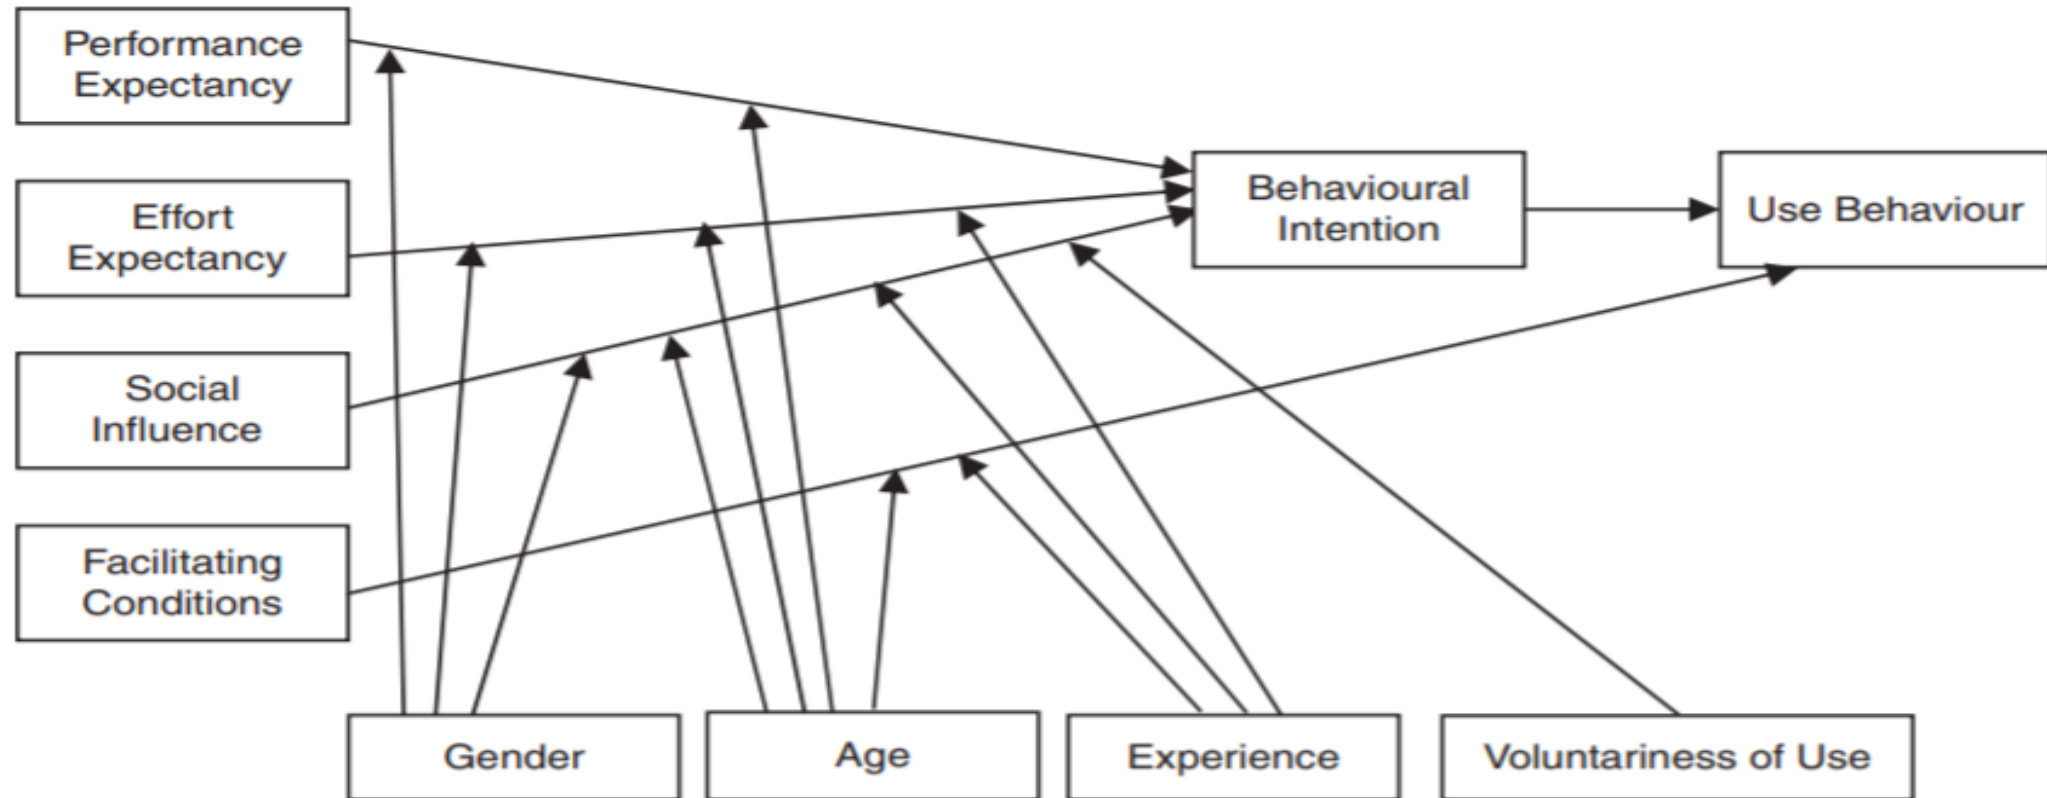 Performance
Expectancy
Effort
Expectancy
Social
Influence
Facilitating
Conditions
Behavioural
Intention
Use Behaviour
Gender
Age
Experience
Voluntariness of Use